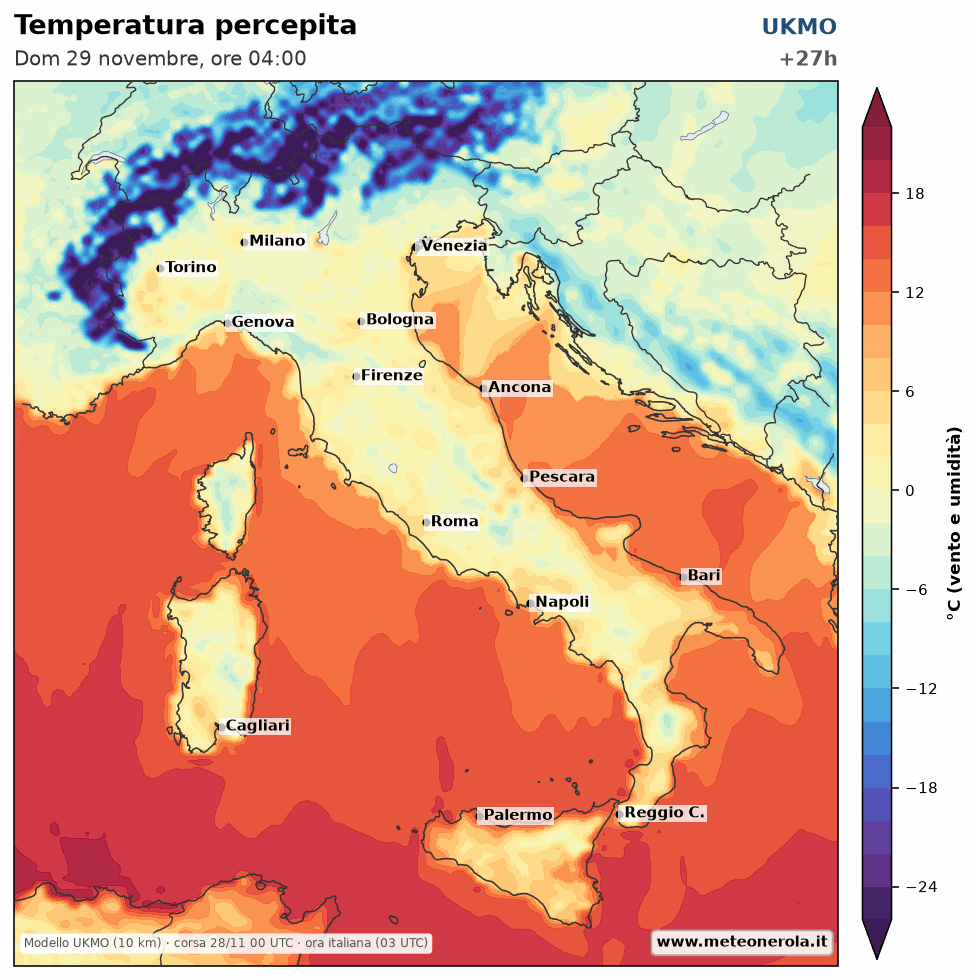 Temperatura percepita
UKMO
Dom 29 novembre, ore 04:00
+27h
Milano
Venezia
Torino
Genova
Bologna
Firenze
Ancona
Pescara
Roma
Bari
Napoli
Cagliari
Palermo
Reggio C.
18
12
6
0
−6
−12
−18
−24
°C (vento e umidità)
Modello UKMO (10 km) · corsa 28/11 00 UTC · ora italiana (03 UTC)
www.meteonerola.it